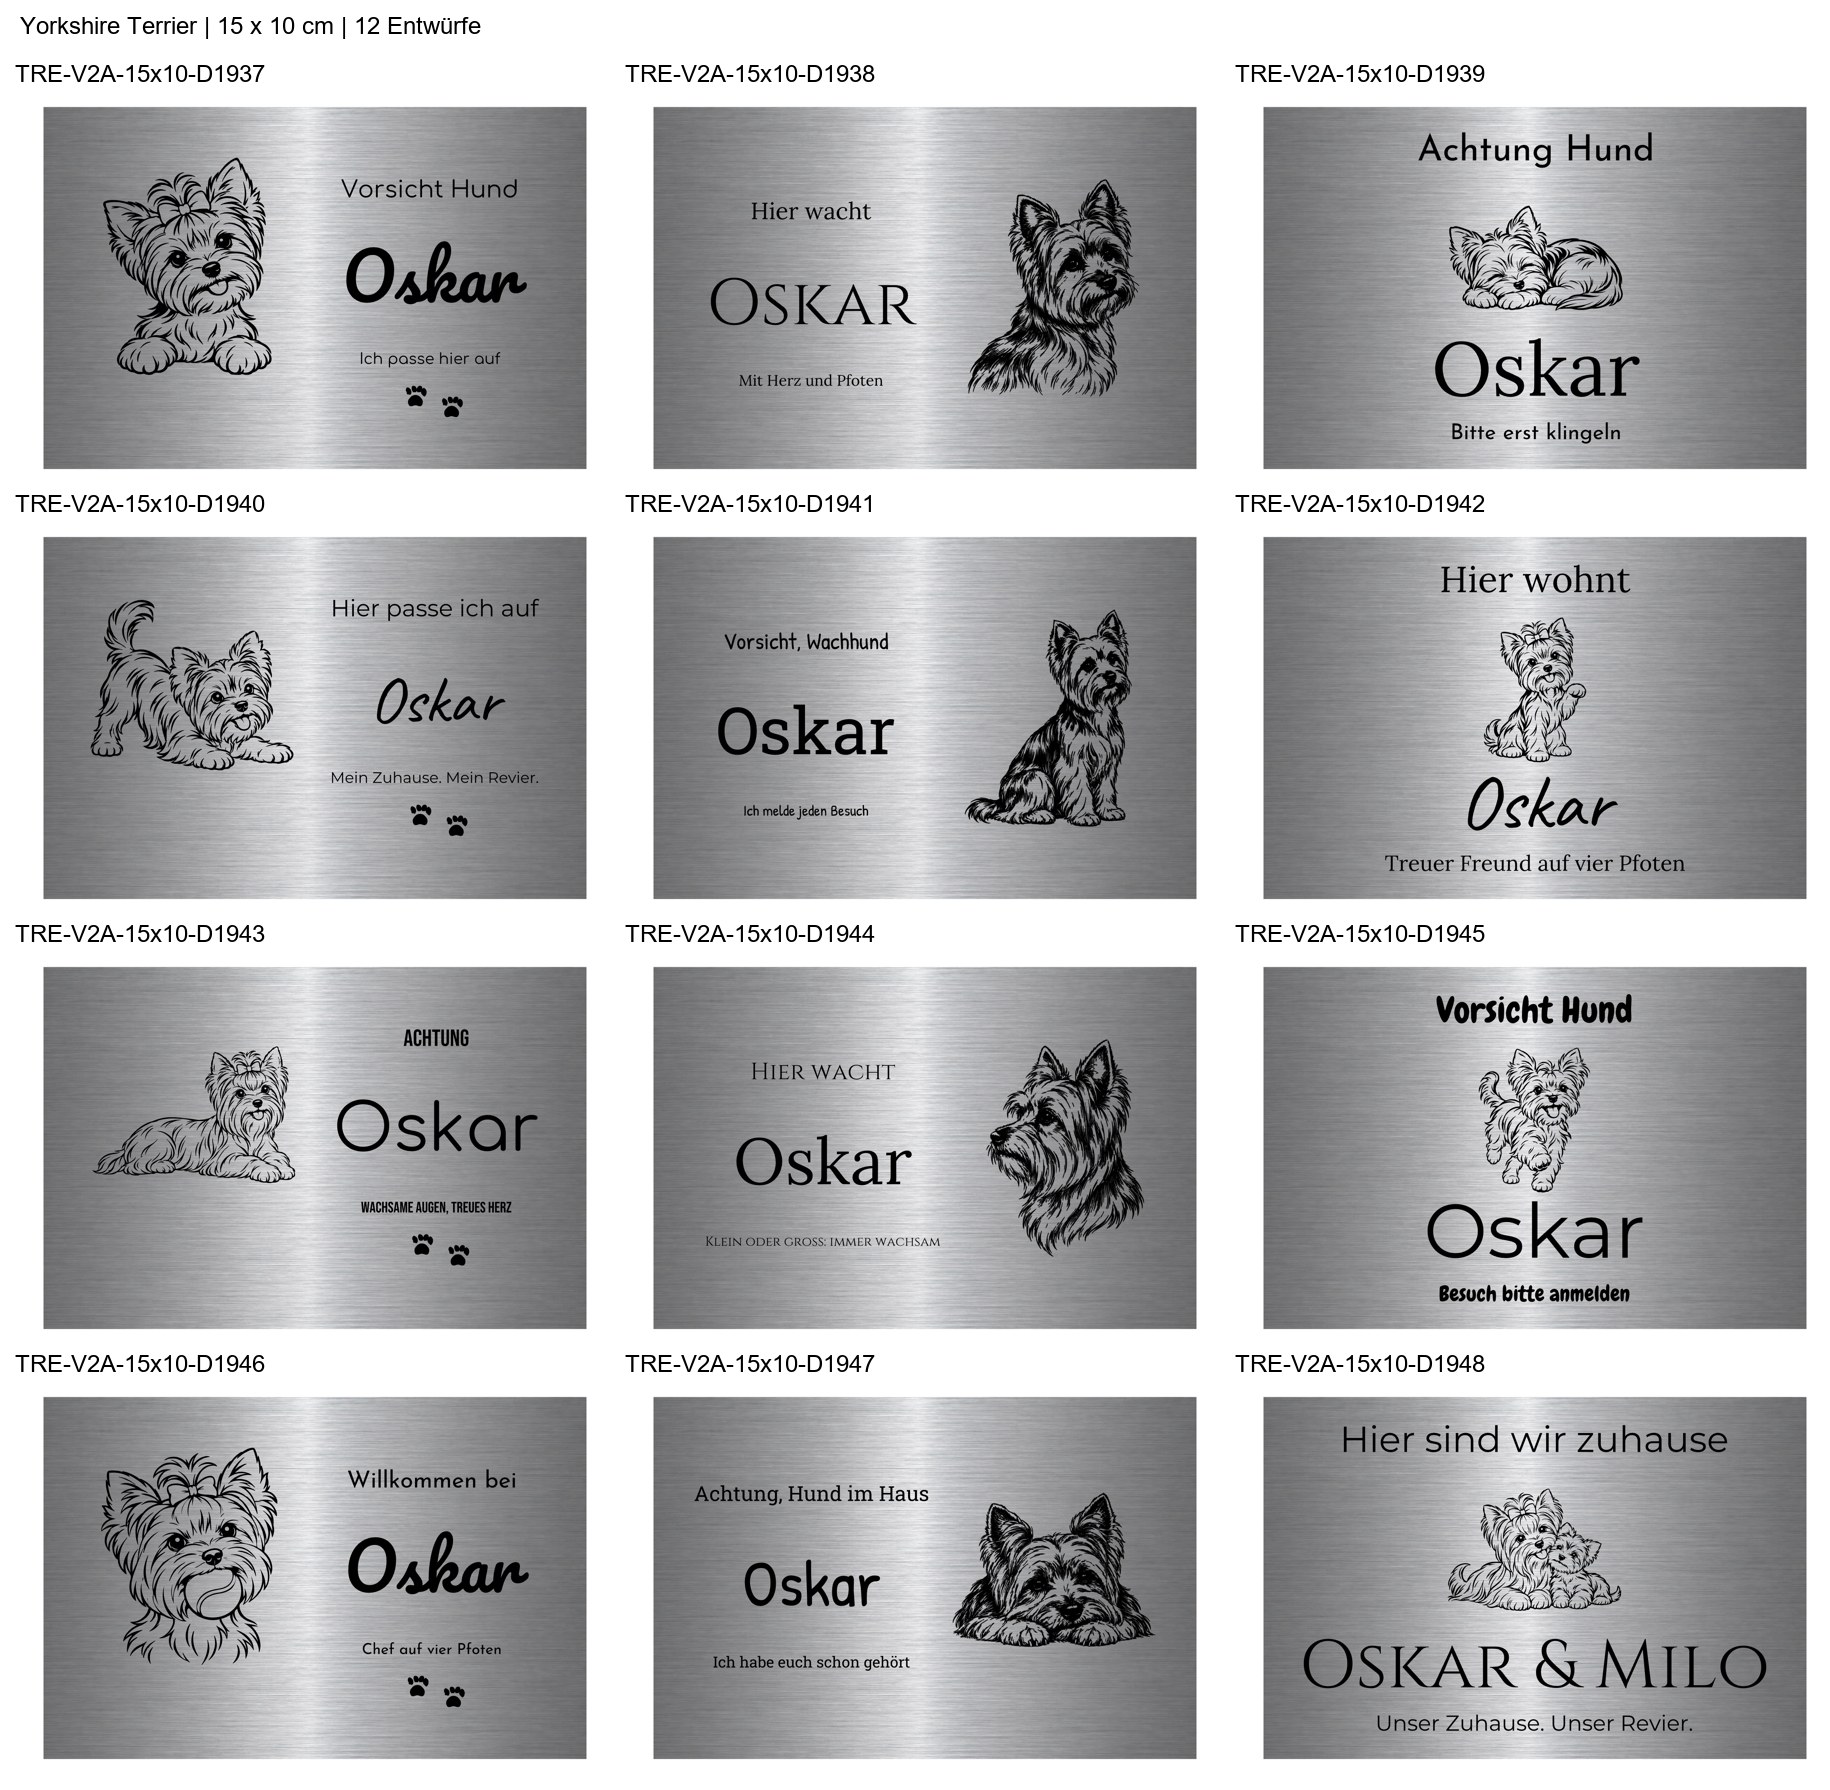 Yorkshire Terrier | 15 x 10 cm | 12 Entwürfe
TRE-V2A-15x10-D1937
Vorsicht Hund
Oskar
Ich passe hier auf
TRE-V2A-15x10-D1938
Hier wacht
OSKAR
Mit Herz und Pfoten
TRE-V2A-15x10-D1939
Achtung Hund
Oskar
Bitte erst klingeln
TRE-V2A-15x10-D1940
Hier passe ich auf
Oskar
Mein Zuhause. Mein Revier.
TRE-V2A-15x10-D1941
Vorsicht, Wachhund
Oskar
Ich melde jeden Besuch
TRE-V2A-15x10-D1942
Hier wohnt
Oskar
Treuer Freund auf vier Pfoten
TRE-V2A-15x10-D1943
ACHTUNG
Oskar
WACHSAME AUGEN, TREUES HERZ
TRE-V2A-15x10-D1944
HIER WACHT
Oskar
KLEIN ODER GROSS: IMMER WACHSAM
TRE-V2A-15x10-D1945
Vorsicht Hund
Oskar
Besuch bitte anmelden
TRE-V2A-15x10-D1946
Willkommen bei
Oskar
Chef auf vier Pfoten
TRE-V2A-15x10-D1947
Achtung, Hund im Haus
Oskar
Ich habe euch schon gehört
TRE-V2A-15x10-D1948
Hier sind wir zuhause
OSKAR & MILO
Unser Zuhause. Unser Revier.